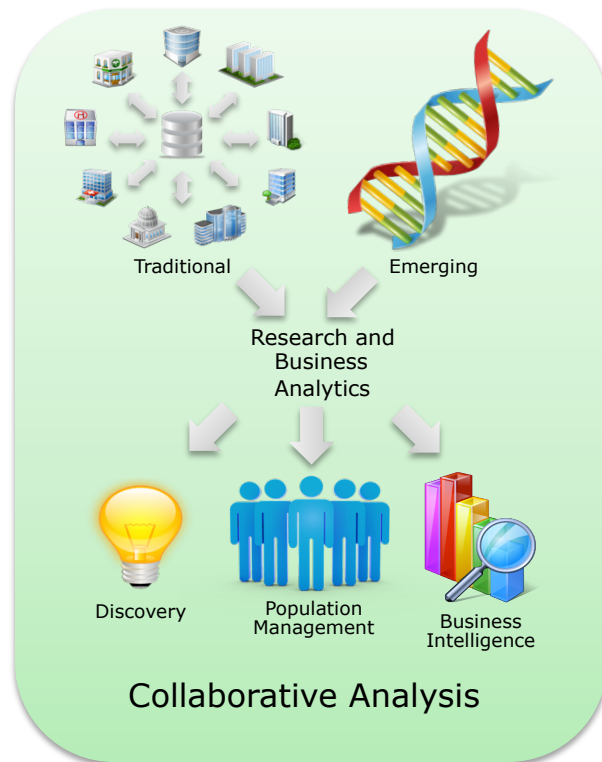 H
Traditional
Emerging
Research and
Business
Analytics
Discovery
Population
Management
Business
Intelligence
Collaborative Analysis